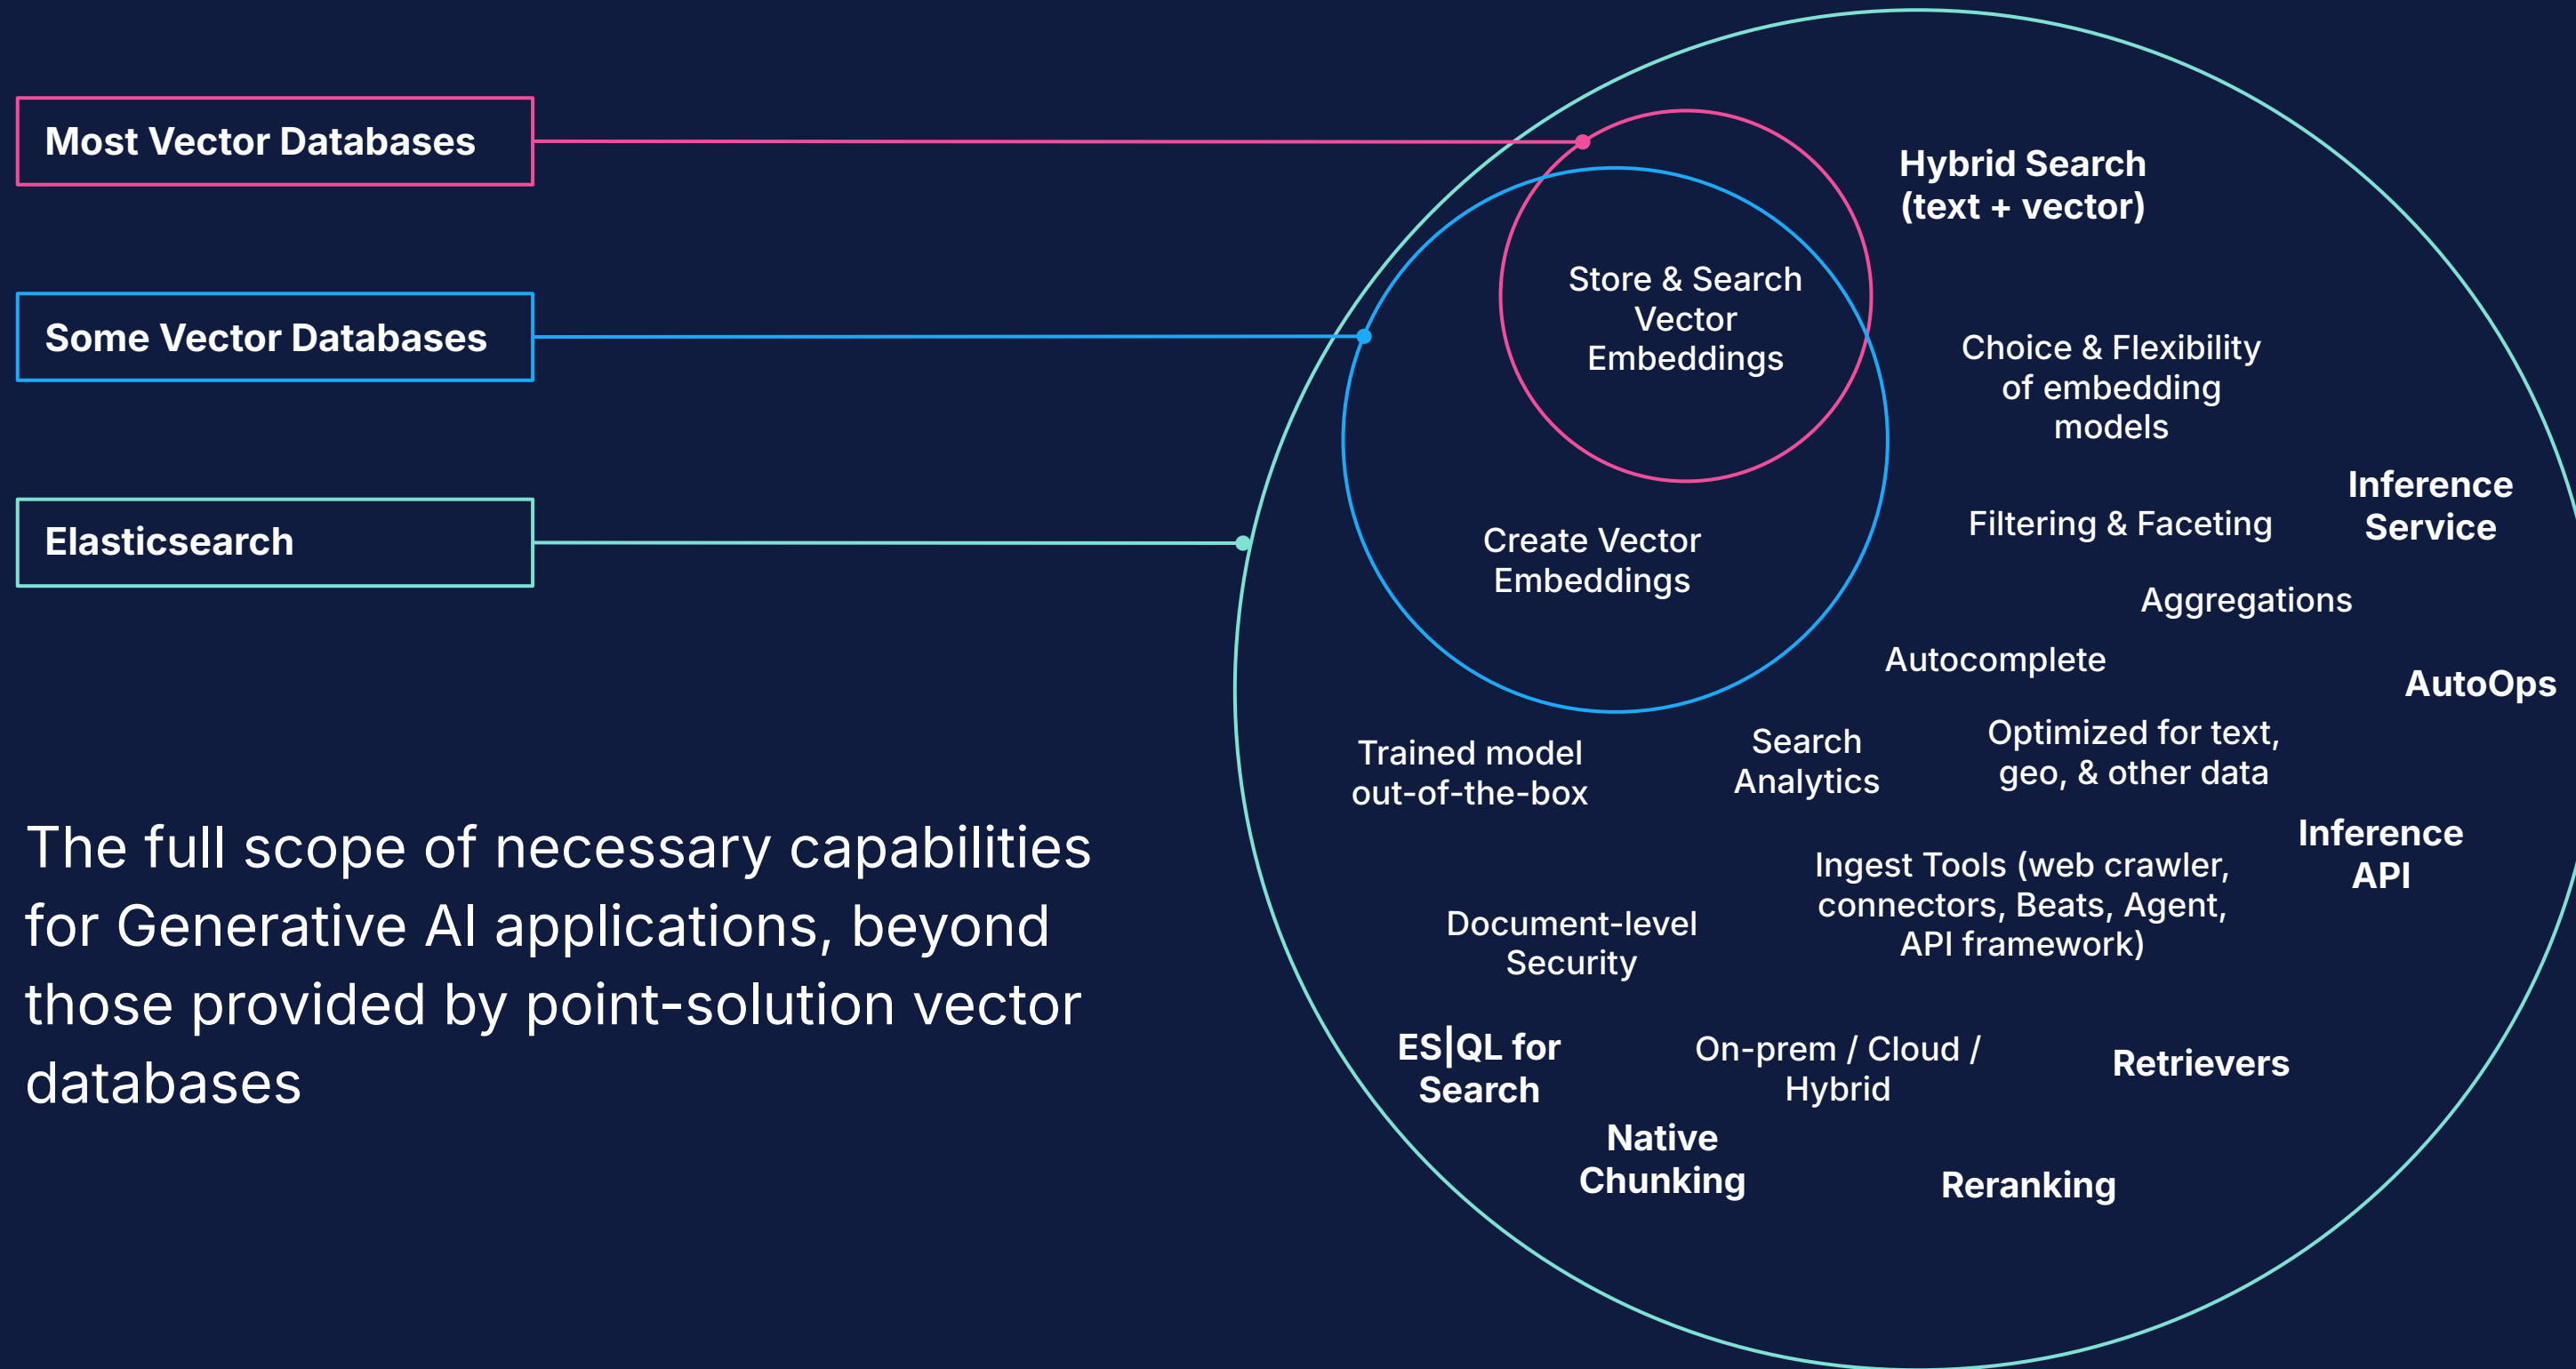 Most Vector Databases
Some Vector Databases
Elasticsearch
The full scope of necessary capabilities
for Generative AI applications, beyond
those provided by point-solution vector
databases
Hybrid Search
(text + vector)
Store & Search
Vector
Embeddings
Choice & Flexibility
of embedding
models
Inference
Service
Filtering & Faceting
Create Vector
Embeddings
Aggregations
Autocomplete
AutoOps
Trained model
out-of-the-box
Search
Analytics
Optimized for text,
geo, & other data
Inference
API
Ingest Tools (web crawler,
connectors, Beats, Agent,
API framework)
Document-level
Security
ES|QL for
Search
On-prem / Cloud /
Hybrid
Retrievers
Native
Chunking
Reranking